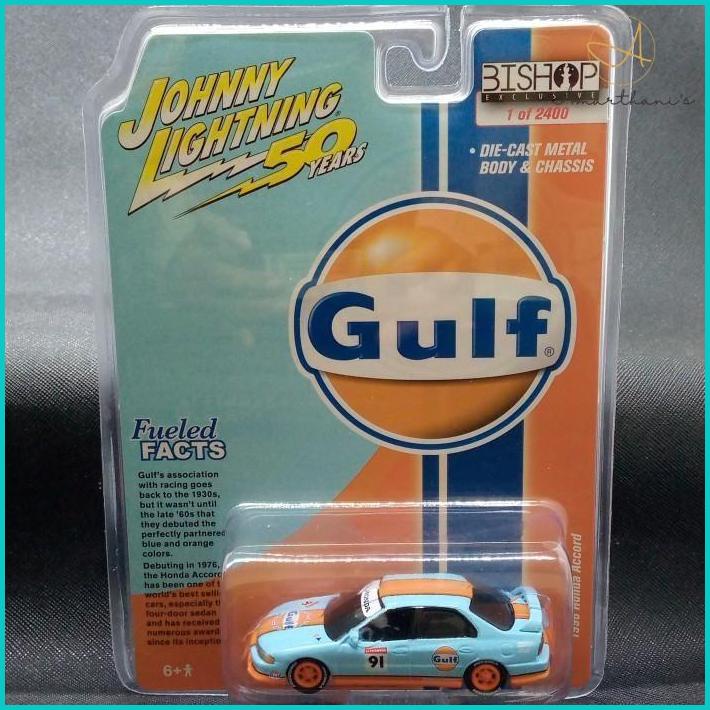 JOHNNY
LIGHTNING®
50
YEARS
BISHOP
EXCLUSIVE
1 of 2400
• DIE-CAST METAL
BODY & CHASSIS
Gulf®
Fueled
FACTS
Gulf's association
with racing goes
back to the 1930s,
but it wasn't until
the late '60s that
they debuted the
perfectly partnered
blue and orange
colors.
Debuting in 1976,
the Honda Accord
has been one of
world's best
cars, especially
four-door sedan
and has received
numerous
since its
6+
Honda Accord
Gulf
91
Gulf